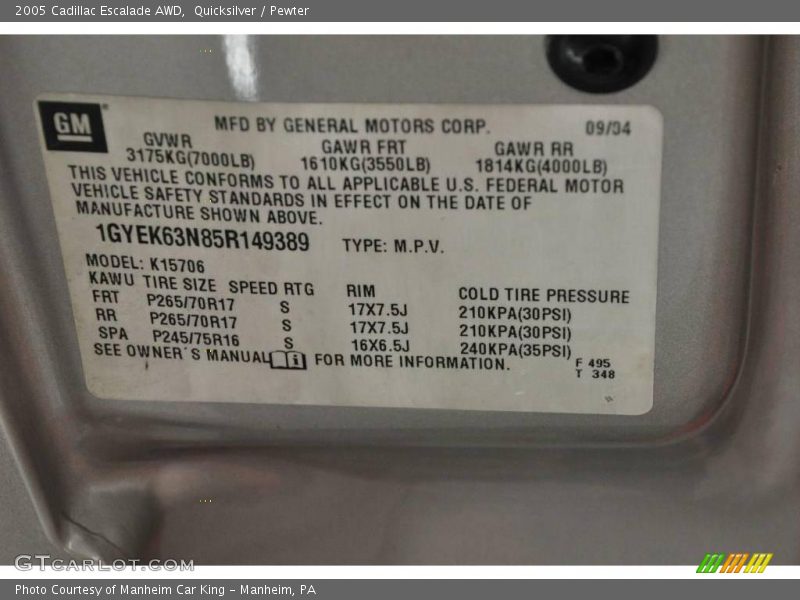 2005 Cadillac Escalade AWD, Quicksilver / Pewter
GM
MFD BY GENERAL MOTORS CORP. 09/04
GVWR GAWR FRT GAWR RR
3175KG(7000LB) 1610KG(3550LB) 1814KG(4000LB)
THIS VEHICLE CONFORMS TO ALL APPLICABLE U.S. FEDERAL MOTOR
VEHICLE SAFETY STANDARDS IN EFFECT ON THE DATE OF
MANUFACTURE SHOWN ABOVE.
1GYEK63N85R149389 TYPE: M.P.V.
MODEL: K15706
KAWU TIRE SIZE SPEED RTG RIM COLD TIRE PRESSURE
FRT P265/70R17 S 17X7.5J 210KPA(30PSI)
RR P265/70R17 S 17X7.5J 210KPA(30PSI)
SPA P245/75R16 S 16X6.5J 240KPA(35PSI)
SEE OWNER'S MANUAL i FOR MORE INFORMATION.
F 495
T 348
GTCARLOT.COM
Photo Courtesy of Manheim Car King - Manheim, PA